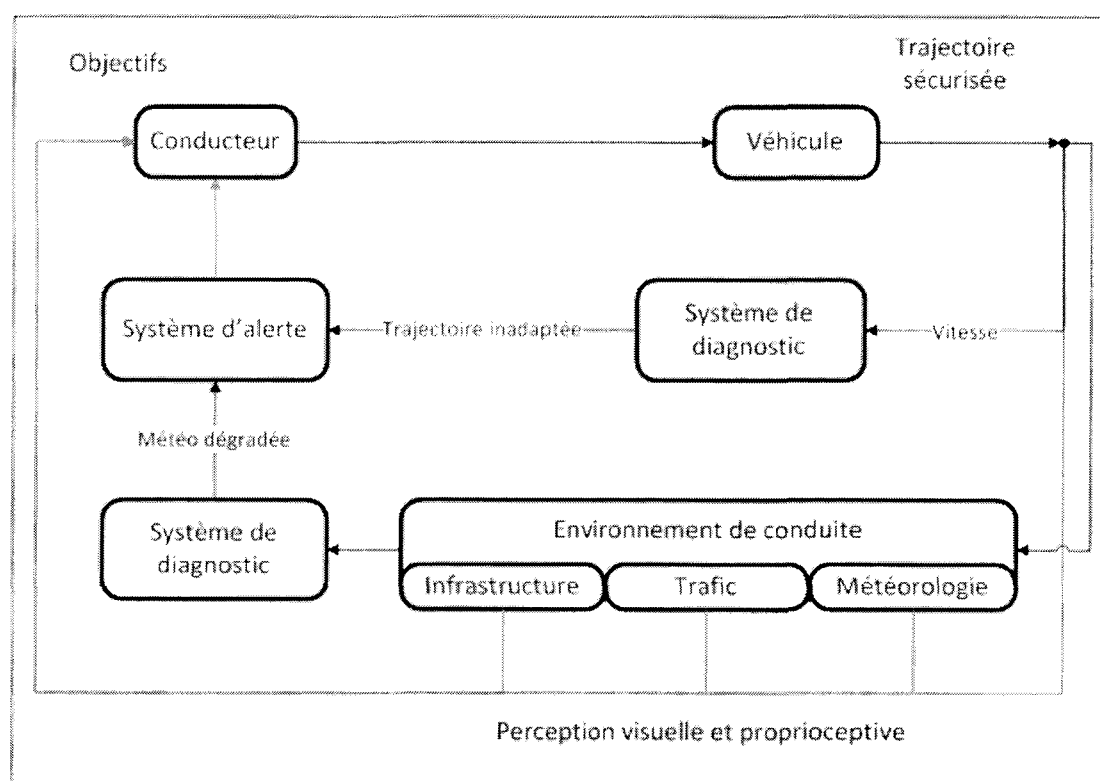 Objectifs
Trajectoire
sécurisée
Conducteur
Véhicule
Système d'alerte
Trajectoire inadaptée
Système de
diagnostic
Vitesse
Météo dégradée
Système de
diagnostic
Environnement de conduite
Infrastructure
Trafic
Météorologie
Perception visuelle et proprioceptive